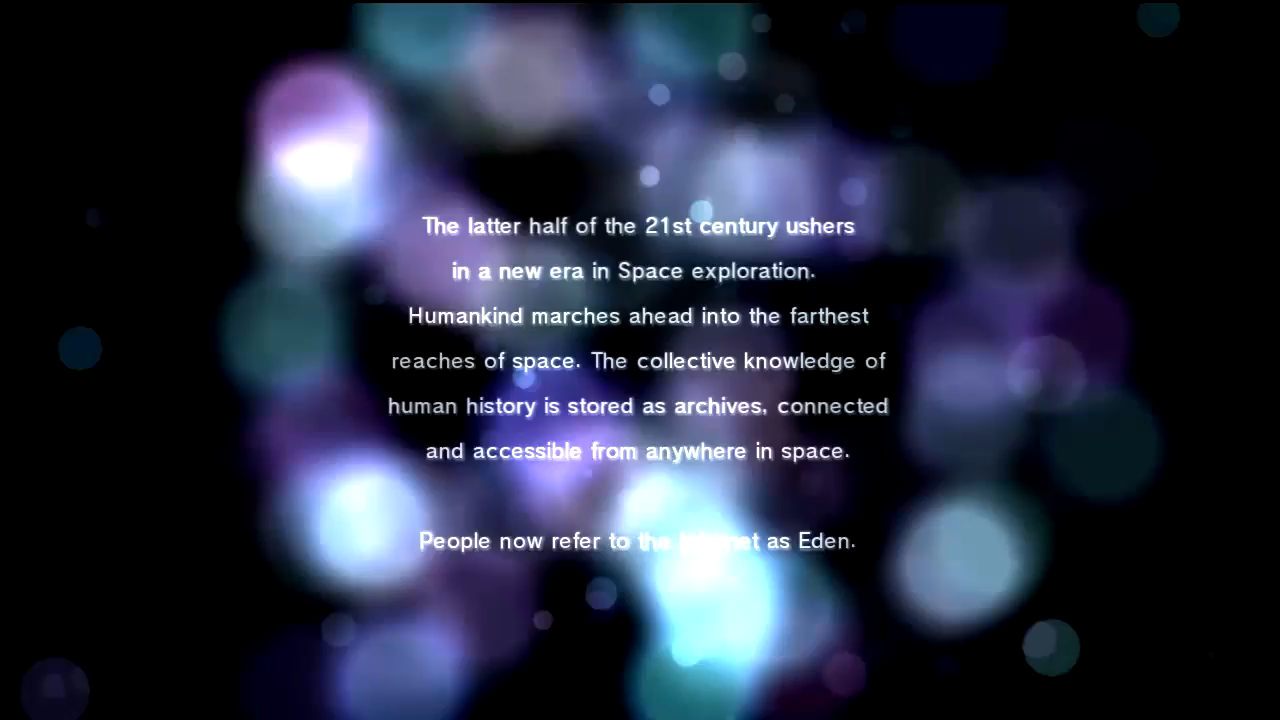 The latter half of the 21st century ushers
in a new era in Space exploration.
Humankind marches ahead into the farthest
reaches of space. The collective knowledge of
human history is stored as archives, connected
and accessible from anywhere in space.
People now refer to the Internet as Eden.